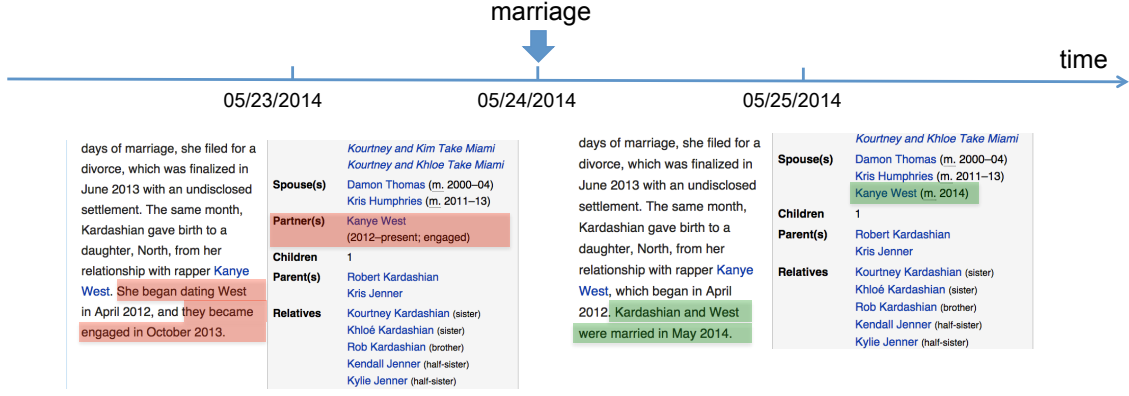 marriage
time
05/23/2014
05/24/2014
05/25/2014
days of marriage, she filed for a
divorce, which was finalized in
June 2013 with an undisclosed
settlement. The same month,
Kardashian gave birth to a
daughter, North, from her
relationship with rapper Kanye
West. She began dating West
in April 2012, and they became
engaged in October 2013.
Kourtney and Kim Take Miami
Kourtney and Khloe Take Miami
Spouse(s) Damon Thomas (m. 2000–04)
Kris Humphries (m. 2011–13)
Partner(s) Kanye West
(2012–present; engaged)
Children 1
Parent(s) Robert Kardashian
Kris Jenner
Relatives Kourtney Kardashian (sister)
Khloé Kardashian (sister)
Rob Kardashian (brother)
Kendall Jenner (half-sister)
Kylie Jenner (half-sister)
days of marriage, she filed for a
divorce, which was finalized in
June 2013 with an undisclosed
settlement. The same month,
Kardashian gave birth to a
daughter, North, from her
relationship with rapper Kanye
West, which began in April
2012. Kardashian and West
were married in May 2014.
Kourtney and Khloe Take Miami
Spouse(s) Damon Thomas (m. 2000–04)
Kris Humphries (m. 2011–13)
Kanye West (m. 2014)
Children 1
Parent(s) Robert Kardashian
Kris Jenner
Relatives Kourtney Kardashian (sister)
Khloé Kardashian (sister)
Rob Kardashian (brother)
Kendall Jenner (half-sister)
Kylie Jenner (half-sister)